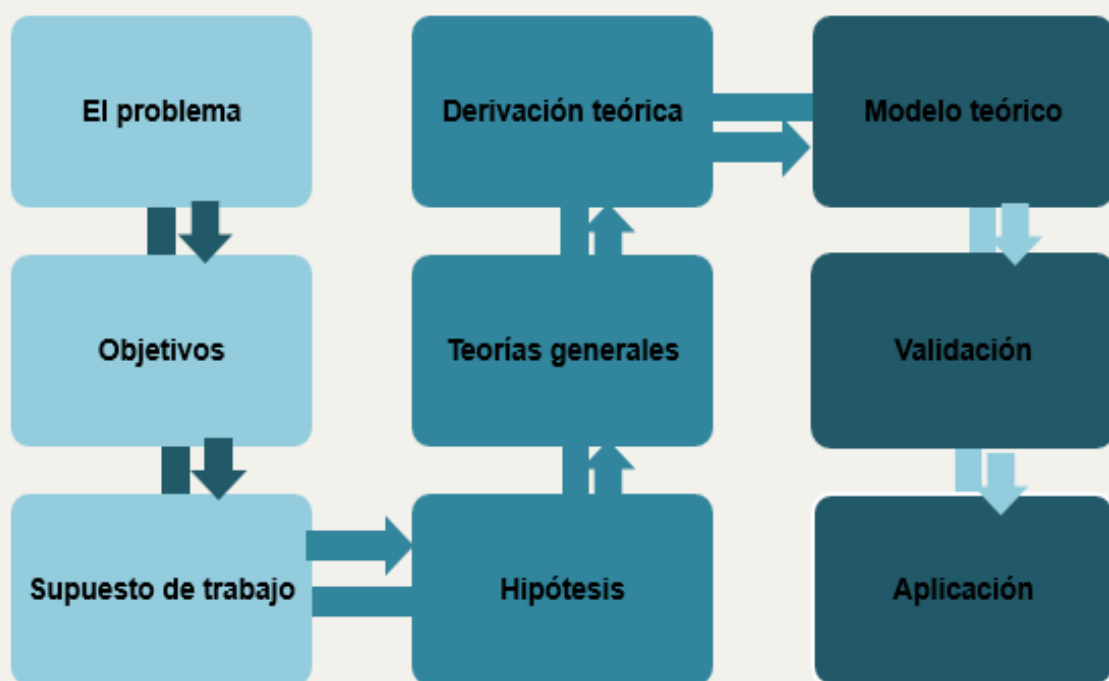 El problema
Objetivos
Supuesto de trabajo
Hipótesis
Teorías generales
Derivación teórica
Modelo teórico
Validación
Aplicación